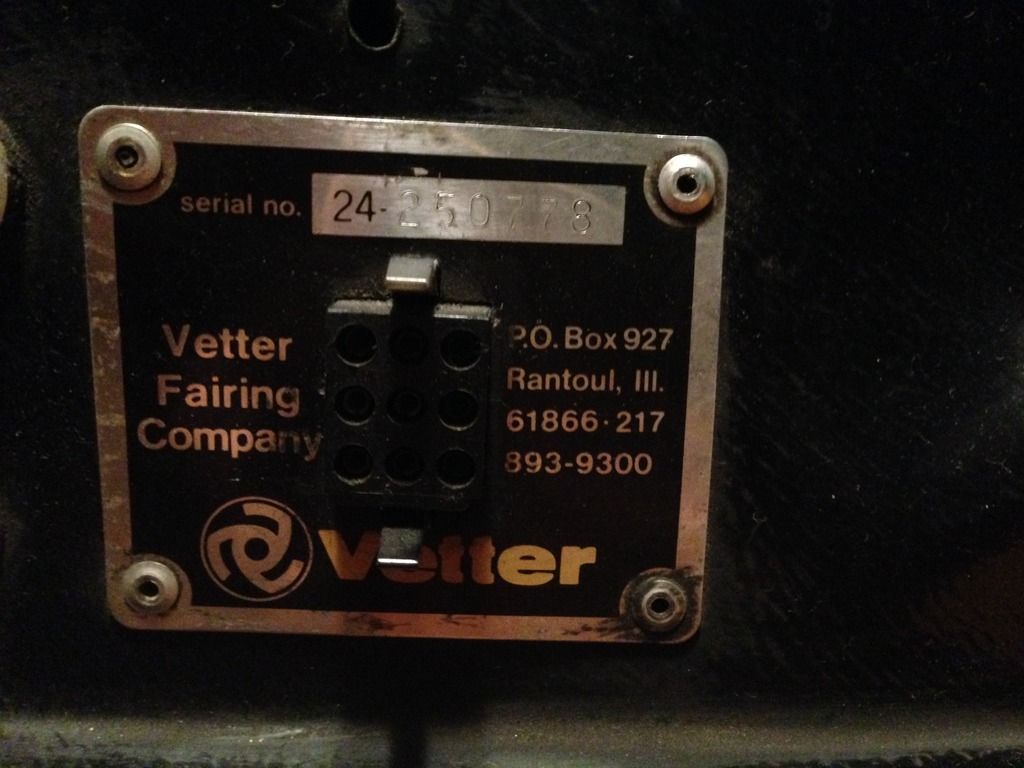 serial no. 24-250778
Vetter
Fairing
Company
P.O. Box 927
Rantoul, Ill.
61866·217
893-9300
Vetter